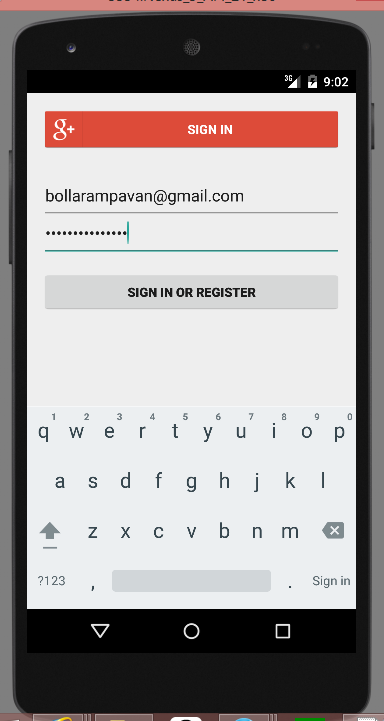 3G 9:02
g+ SIGN IN
bollarampavan@gmail.com
•••••••••••••••
SIGN IN OR REGISTER
1 2 3 4 5 6 7 8 9 0
q w e r t y u i o p
a s d f g h j k l
z x c v b n m
?123 , . Sign in